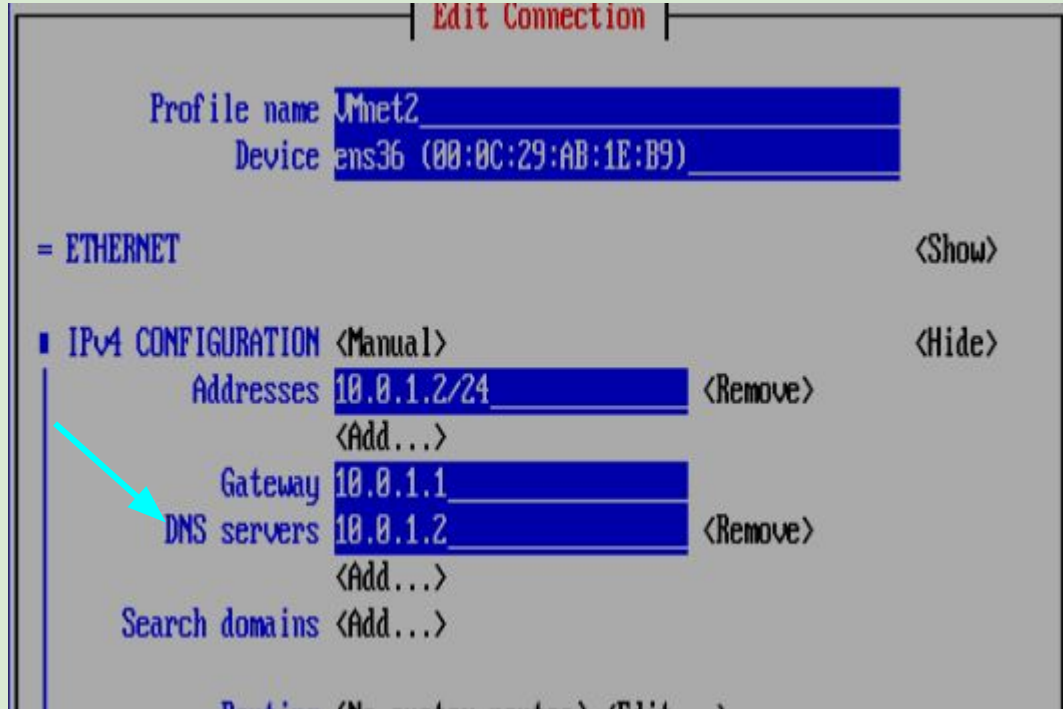 Edit Connection
Profile name VMnet2
Device ens36 (00:0C:29:AB:1E:B9)
= ETHERNET <Show>
IPv4 CONFIGURATION <Manual> <Hide>
Addresses 10.0.1.2/24 <Remove>
<Add...>
Gateway 10.0.1.1
DNS servers 10.0.1.2 <Remove>
<Add...>
Search domains <Add...>